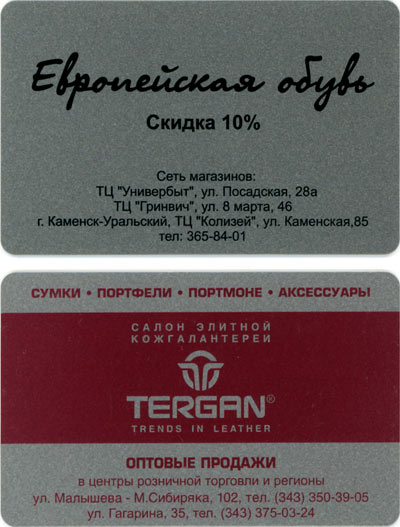 Европейская обувь
Скидка 10%
Сеть магазинов:
ТЦ "Универбыт", ул. Посадская, 28а
ТЦ "Гринвич", ул. 8 марта, 46
г. Каменск-Уральский, ТЦ "Колизей", ул. Каменская,85
тел: 365-84-01
СУМКИ • ПОРТФЕЛИ • ПОРТМОНЕ • АКСЕССУАРЫ
САЛОН ЭЛИТНОЙ
КОЖГАЛАНТЕРЕИ
TERGAN®
TRENDS IN LEATHER
ОПТОВЫЕ ПРОДАЖИ
в центры розничной торговли и регионы
ул. Малышева - М.Сибиряка, 102, тел. (343) 350-39-05
ул. Гагарина, 35, тел. (343) 375-03-24